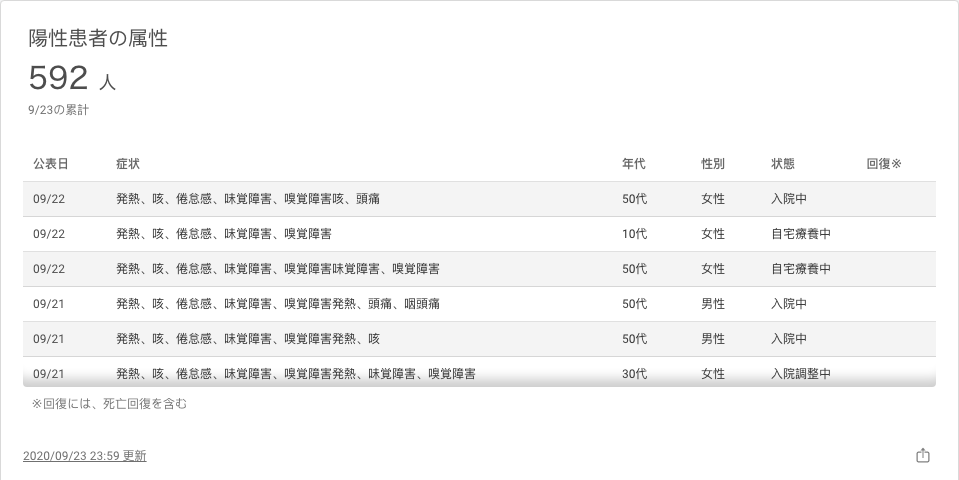 陽性患者の属性
592 人
9/23の累計
公表日 症状 年代 性別 状態 回復※
09/22 発熱、咳、倦怠感、味覚障害、嗅覚障害咳、頭痛 50代 女性 入院中
09/22 発熱、咳、倦怠感、味覚障害、嗅覚障害 10代 女性 自宅療養中
09/22 発熱、咳、倦怠感、味覚障害、嗅覚障害味覚障害、嗅覚障害 50代 女性 自宅療養中
09/21 発熱、咳、倦怠感、味覚障害、嗅覚障害発熱、頭痛、咽頭痛 50代 男性 入院中
09/21 発熱、咳、倦怠感、味覚障害、嗅覚障害発熱、咳 50代 男性 入院中
09/21 発熱、咳、倦怠感、味覚障害、嗅覚障害発熱、味覚障害、嗅覚障害 30代 女性 入院調整中
※回復には、死亡回復を含む
2020/09/23 23:59 更新